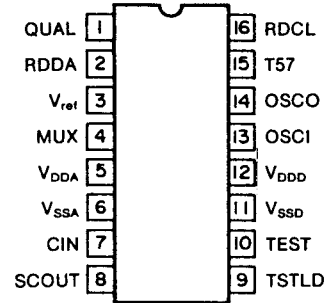 QUAL 1 16 RDCL
RDDA 2 15 T57
Vref 3 14 OSCO
MUX 4 13 OSCI
VDDA 5 12 VDDD
VSSA 6 11 VSSD
CIN 7 10 TEST
SCOUT 8 9 TSTLD